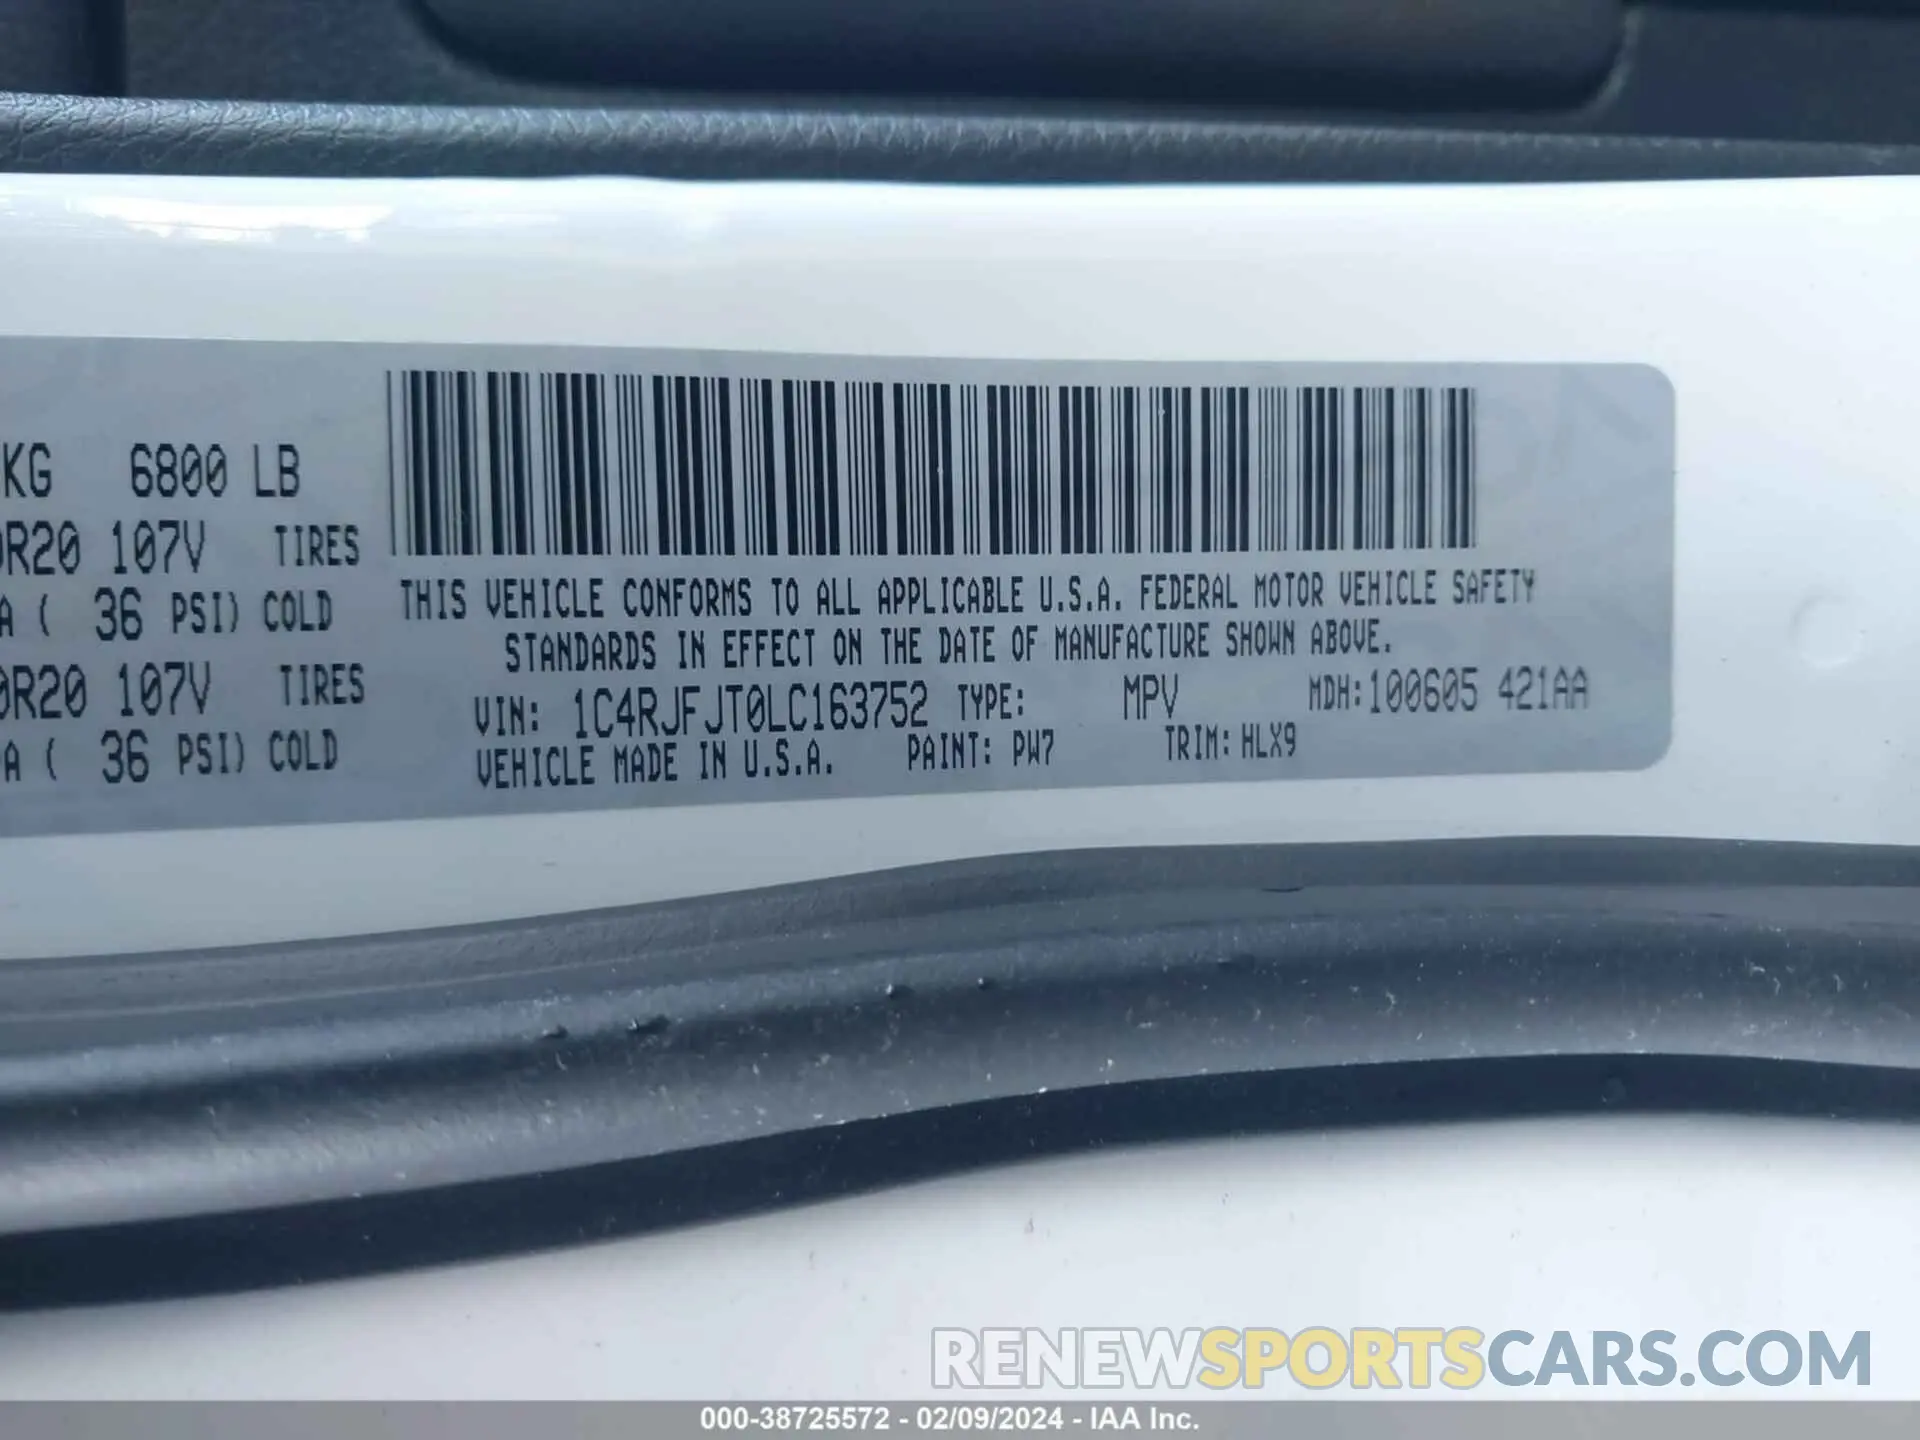 KG 6800 LB
R20 107V TIRES
A ( 36 PSI) COLD
0R20 107V TIRES
A ( 36 PSI) COLD
THIS VEHICLE CONFORMS TO ALL APPLICABLE U.S.A. FEDERAL MOTOR VEHICLE SAFETY
STANDARDS IN EFFECT ON THE DATE OF MANUFACTURE SHOWN ABOVE.
VIN: 1C4RJFJT0LC163752 TYPE: MPV MDH:100605 421AA
VEHICLE MADE IN U.S.A. PAINT: PW7 TRIM: HLX9
RENEWSPORTSCARS.COM
000-38725572 - 02/09/2024 - IAA Inc.